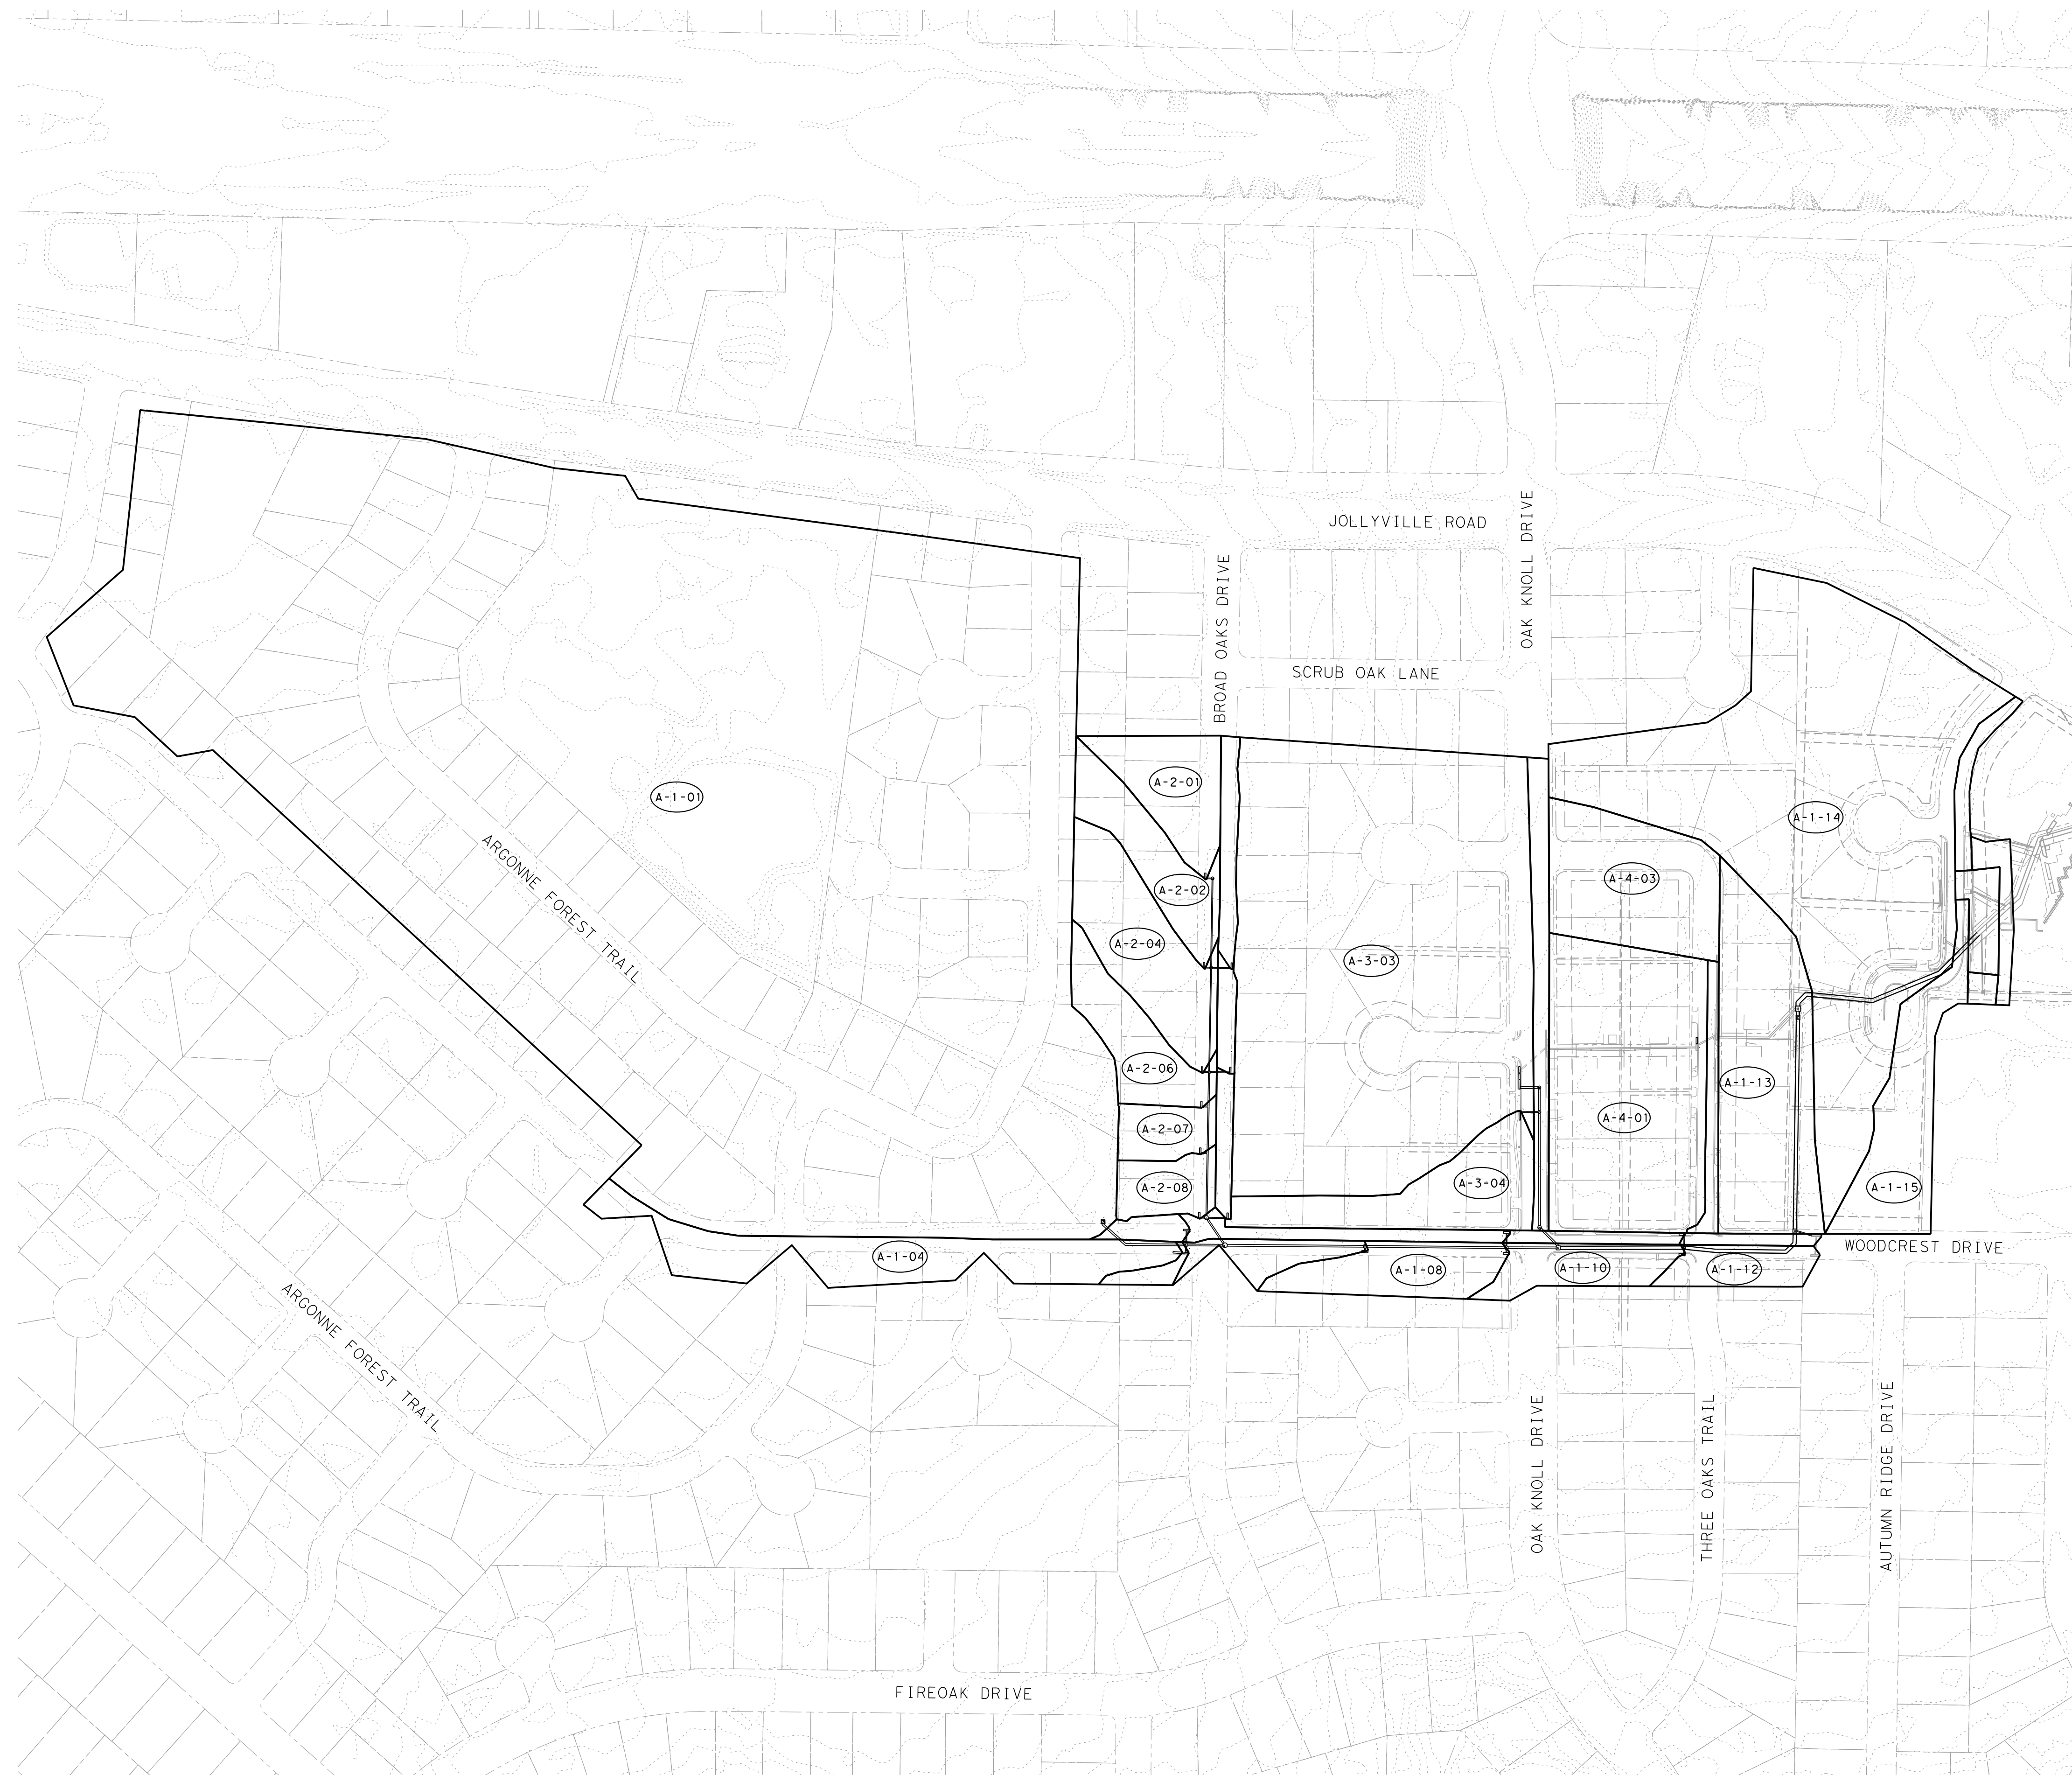 JOLLYVILLE ROAD
OAK KNOLL DRIVE
BROAD OAKS DRIVE
SCRUB OAK LANE
A-2-01
A-1-01
A-1-14
A-4-03
A-2-02
ARGONNE FOREST TRAIL
A-2-04
A-3-03
A-2-06
A-1-13
A-4-01
A-2-07
A-3-04
A-2-08
A-1-15
WOODCREST DRIVE
A-1-04
A-1-08
A-1-10
A-1-12
ARGONNE FOREST TRAIL
OAK KNOLL DRIVE
THREE OAKS TRAIL
AUTUMN RIDGE DRIVE
FIREOAK DRIVE